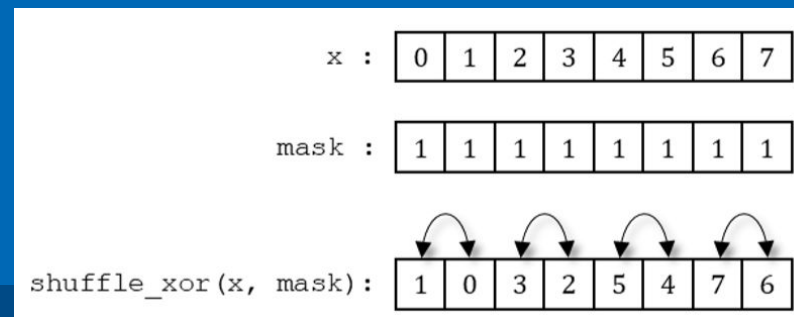 x : 0 1 2 3 4 5 6 7
mask : 1 1 1 1 1 1 1 1
shuffle_xor(x, mask): 1 0 3 2 5 4 7 6